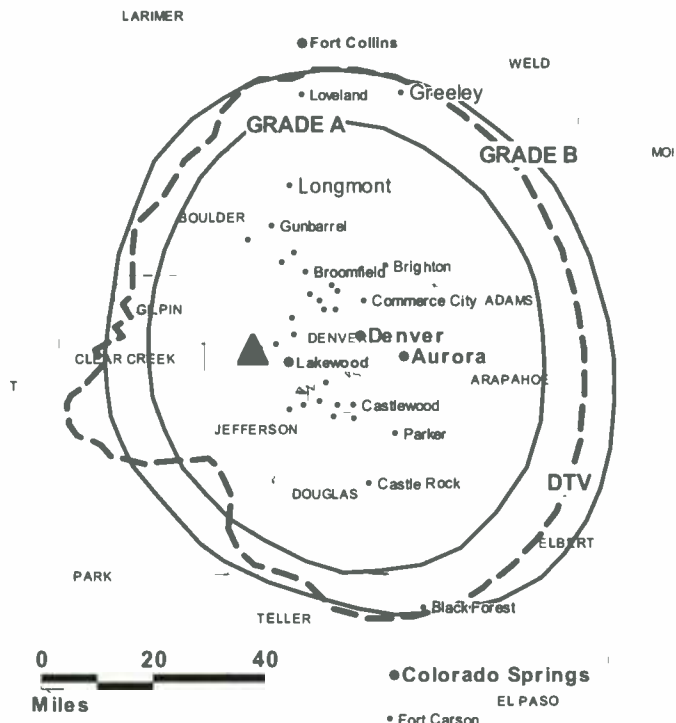 LARIMER
Fort Collins
WELD
Loveland
Greeley
GRADE A
GRADE B
Longmont
BOULDER
Gunbarrel
Broomfield
Brighton
GILPIN
Commerce City
ADAMS
DENVER
Denver
CLEAR CREEK
Lakewood
Aurora
T
ARAPAHOE
Castlewood
JEFFERSON
Parker
Castle Rock
DTV
DOUGLAS
ELBERT
PARK
Black Forest
TELLER
0 20 40
Miles
Colorado Springs
EL PASO
Fort Carson